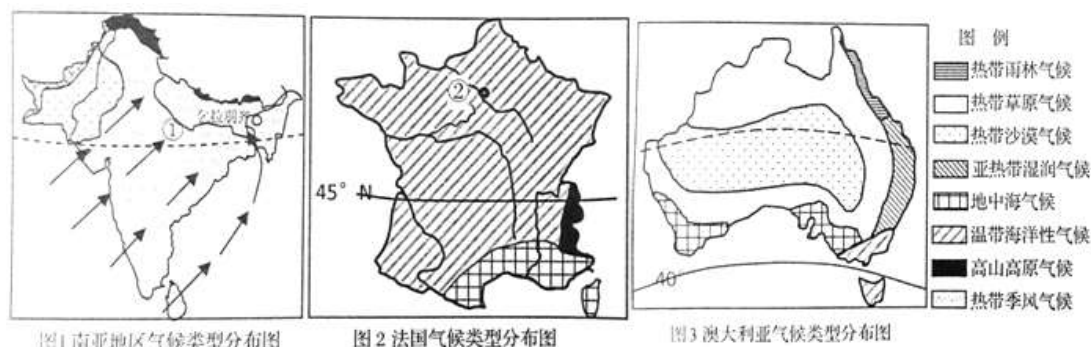 图 例
热带雨林气候
热带草原气候
热带沙漠气候
亚热带湿润气候
地中海气候
温带海洋性气候
高山高原气候
热带季风气候
乞拉朋齐
①
②
45° N
40°
图1 南亚地区气候类型分布图
图2 法国气候类型分布图
图3 澳大利亚气候类型分布图